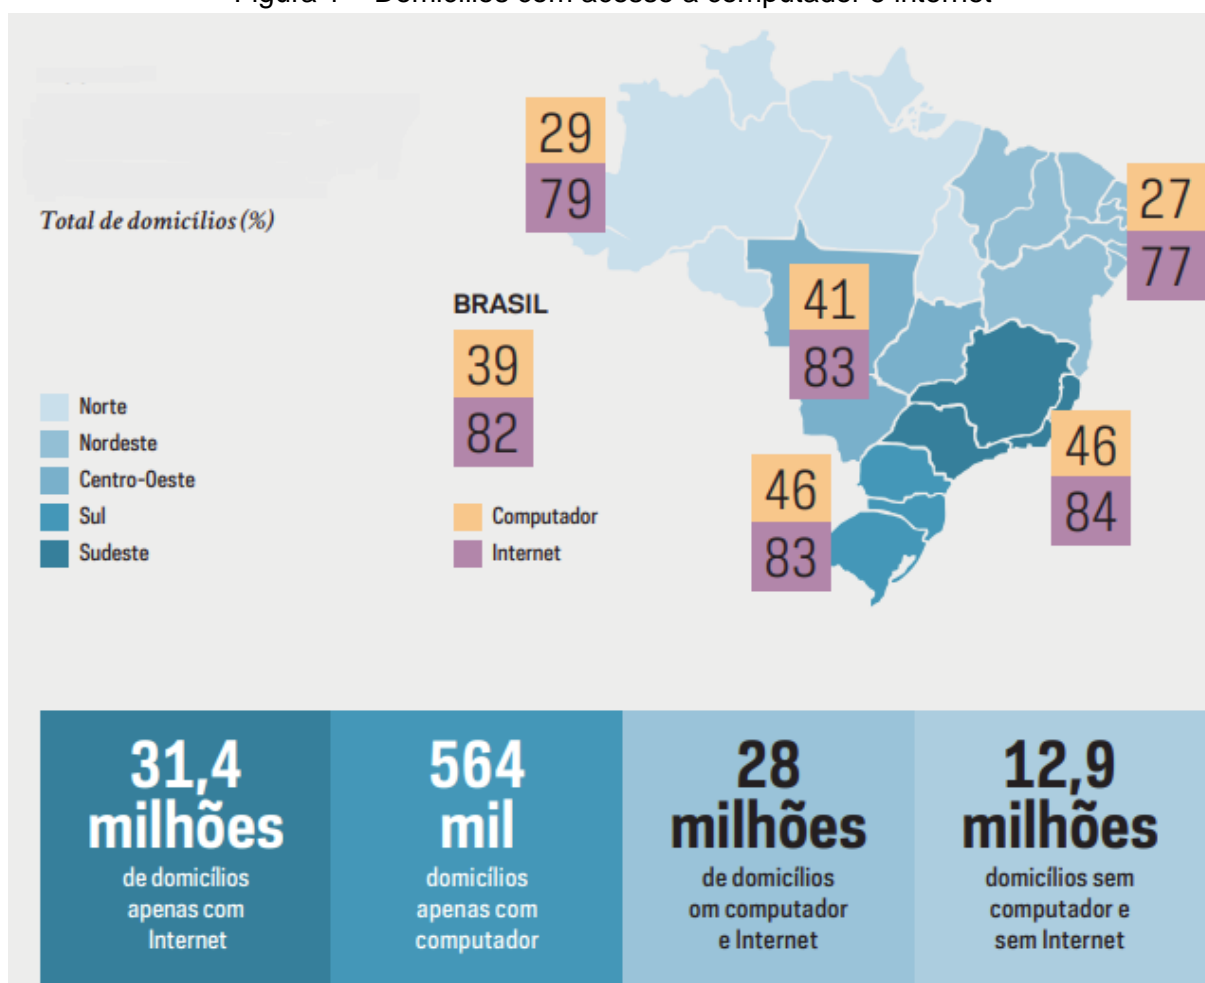 Total de domicílios (%)
29
79
27
77
BRASIL
39
82
41
83
46
84
46
83
Norte
Nordeste
Centro-Oeste
Sul
Sudeste
Computador
Internet
31,4
milhões
de domicílios
apenas com
Internet
564
mil
domicílios
apenas com
computador
28
milhões
de domicílios
om computador
e Internet
12,9
milhões
domicílios sem
computador e
sem Internet